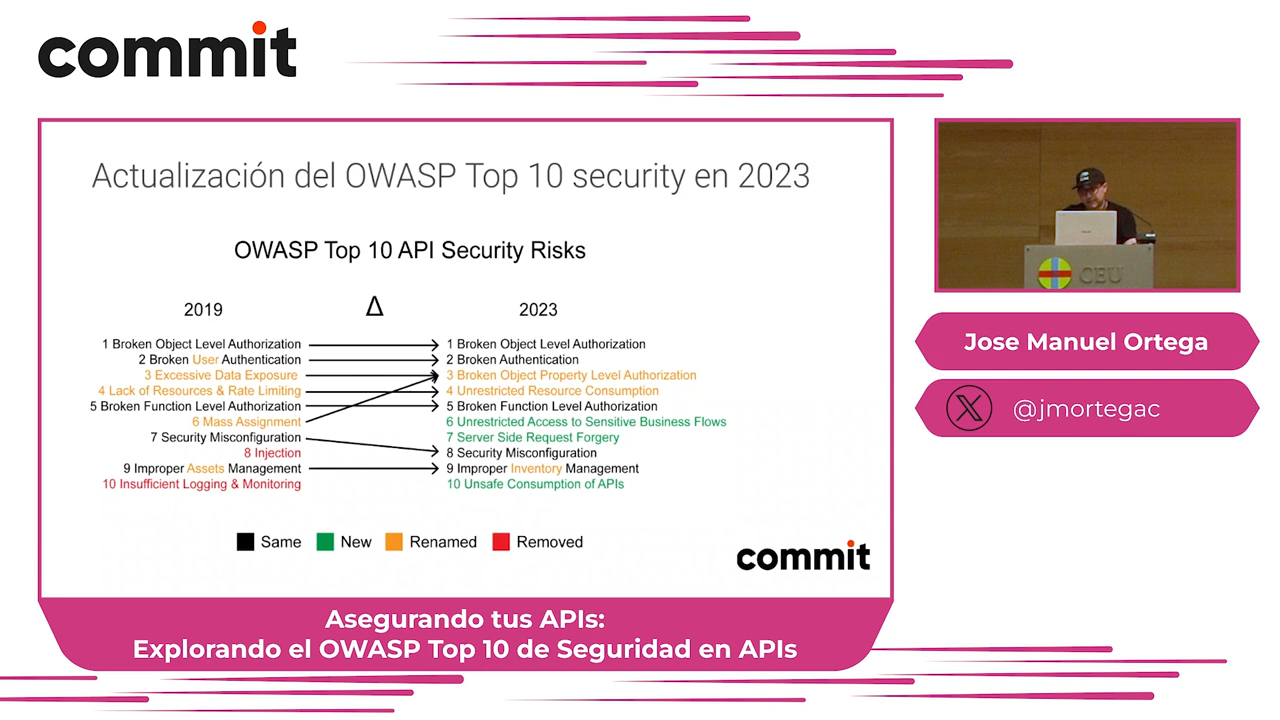 commit
Actualización del OWASP Top 10 security en 2023
OWASP Top 10 API Security Risks
2019 Δ 2023
1 Broken Object Level Authorization 1 Broken Object Level Authorization
2 Broken User Authentication 2 Broken Authentication
3 Excessive Data Exposure 3 Broken Object Property Level Authorization
4 Lack of Resources & Rate Limiting 4 Unrestricted Resource Consumption
5 Broken Function Level Authorization 5 Broken Function Level Authorization
6 Mass Assignment 6 Unrestricted Access to Sensitive Business Flows
7 Security Misconfiguration 7 Server Side Request Forgery
8 Injection 8 Security Misconfiguration
9 Improper Assets Management 9 Improper Inventory Management
10 Insufficient Logging & Monitoring 10 Unsafe Consumption of APIs
Same New Renamed Removed
commit
Asegurando tus APIs:
Explorando el OWASP Top 10 de Seguridad en APIs
CEU
Jose Manuel Ortega
@jmortegac